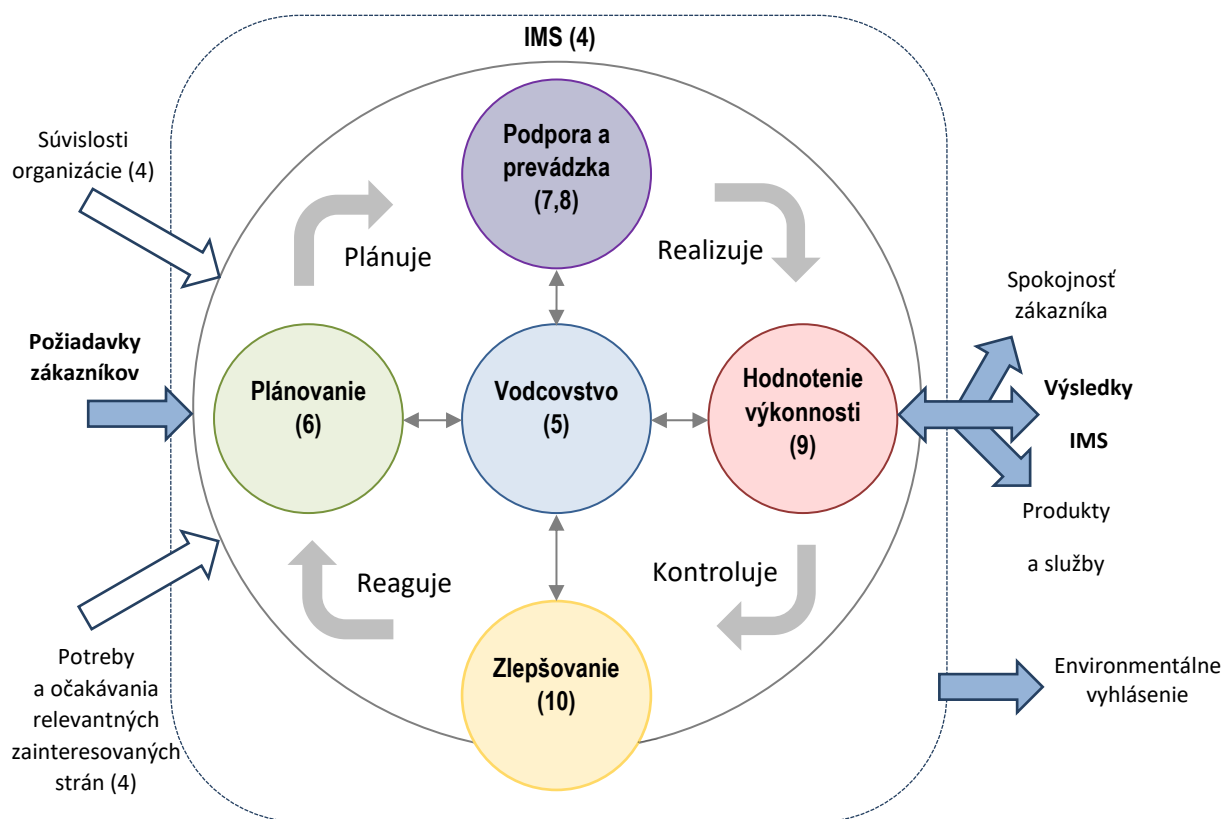 IMS (4)
Súvislosti
organizácie (4)
Podpora a
prevádzka
(7,8)
Plánuje
Realizuje
Požiadavky
zákazníkov
Plánovanie
(6)
Vodcovstvo
(5)
Hodnotenie
výkonnosti
(9)
Spokojnosť
zákazníka
Výsledky
IMS
Produkty
a služby
Reaguje
Kontroluje
Zlepšovanie
(10)
Potreby
a očakávania
relevantných
zainteresovaných
strán (4)
Environmentálne
vyhlásenie